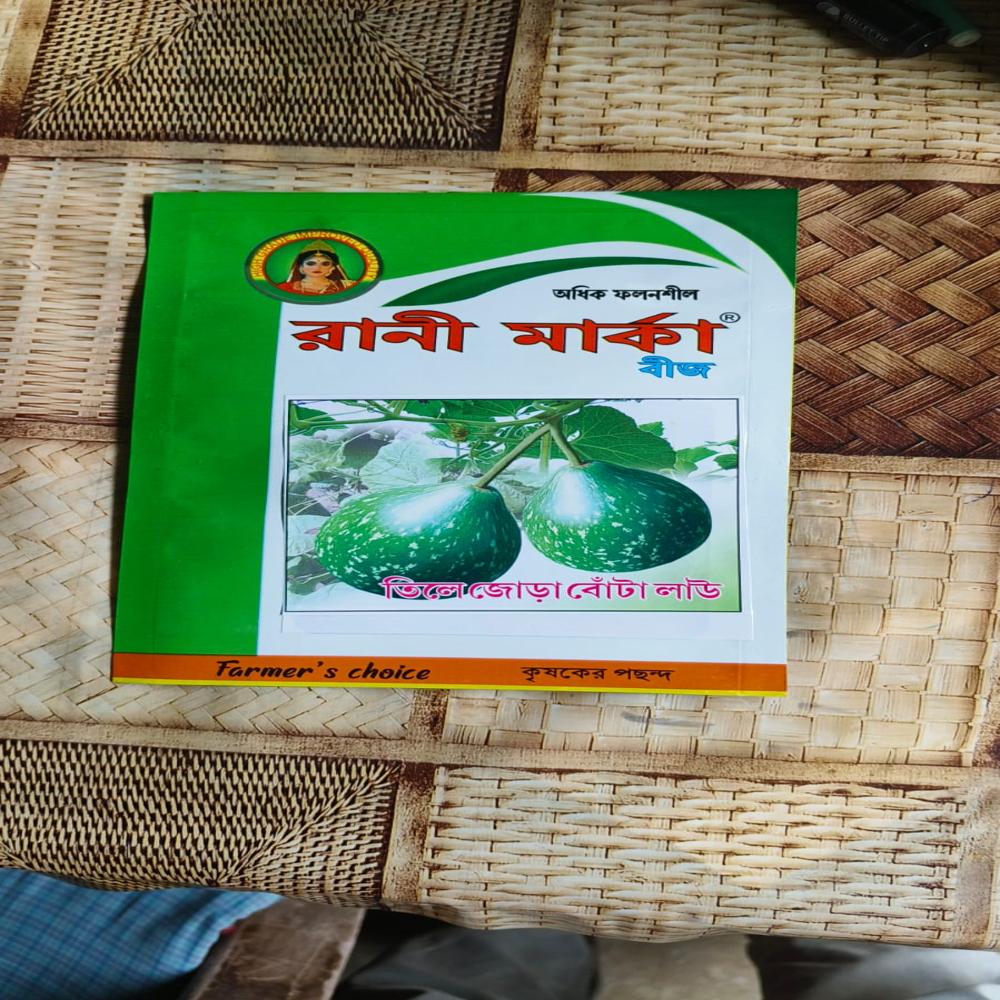 অধিক ফলনশীল
রানী মার্কা®
বীজ
তিলে জোড়া বোঁটা লাউ
Farmer's choice কৃষকের পছন্দ